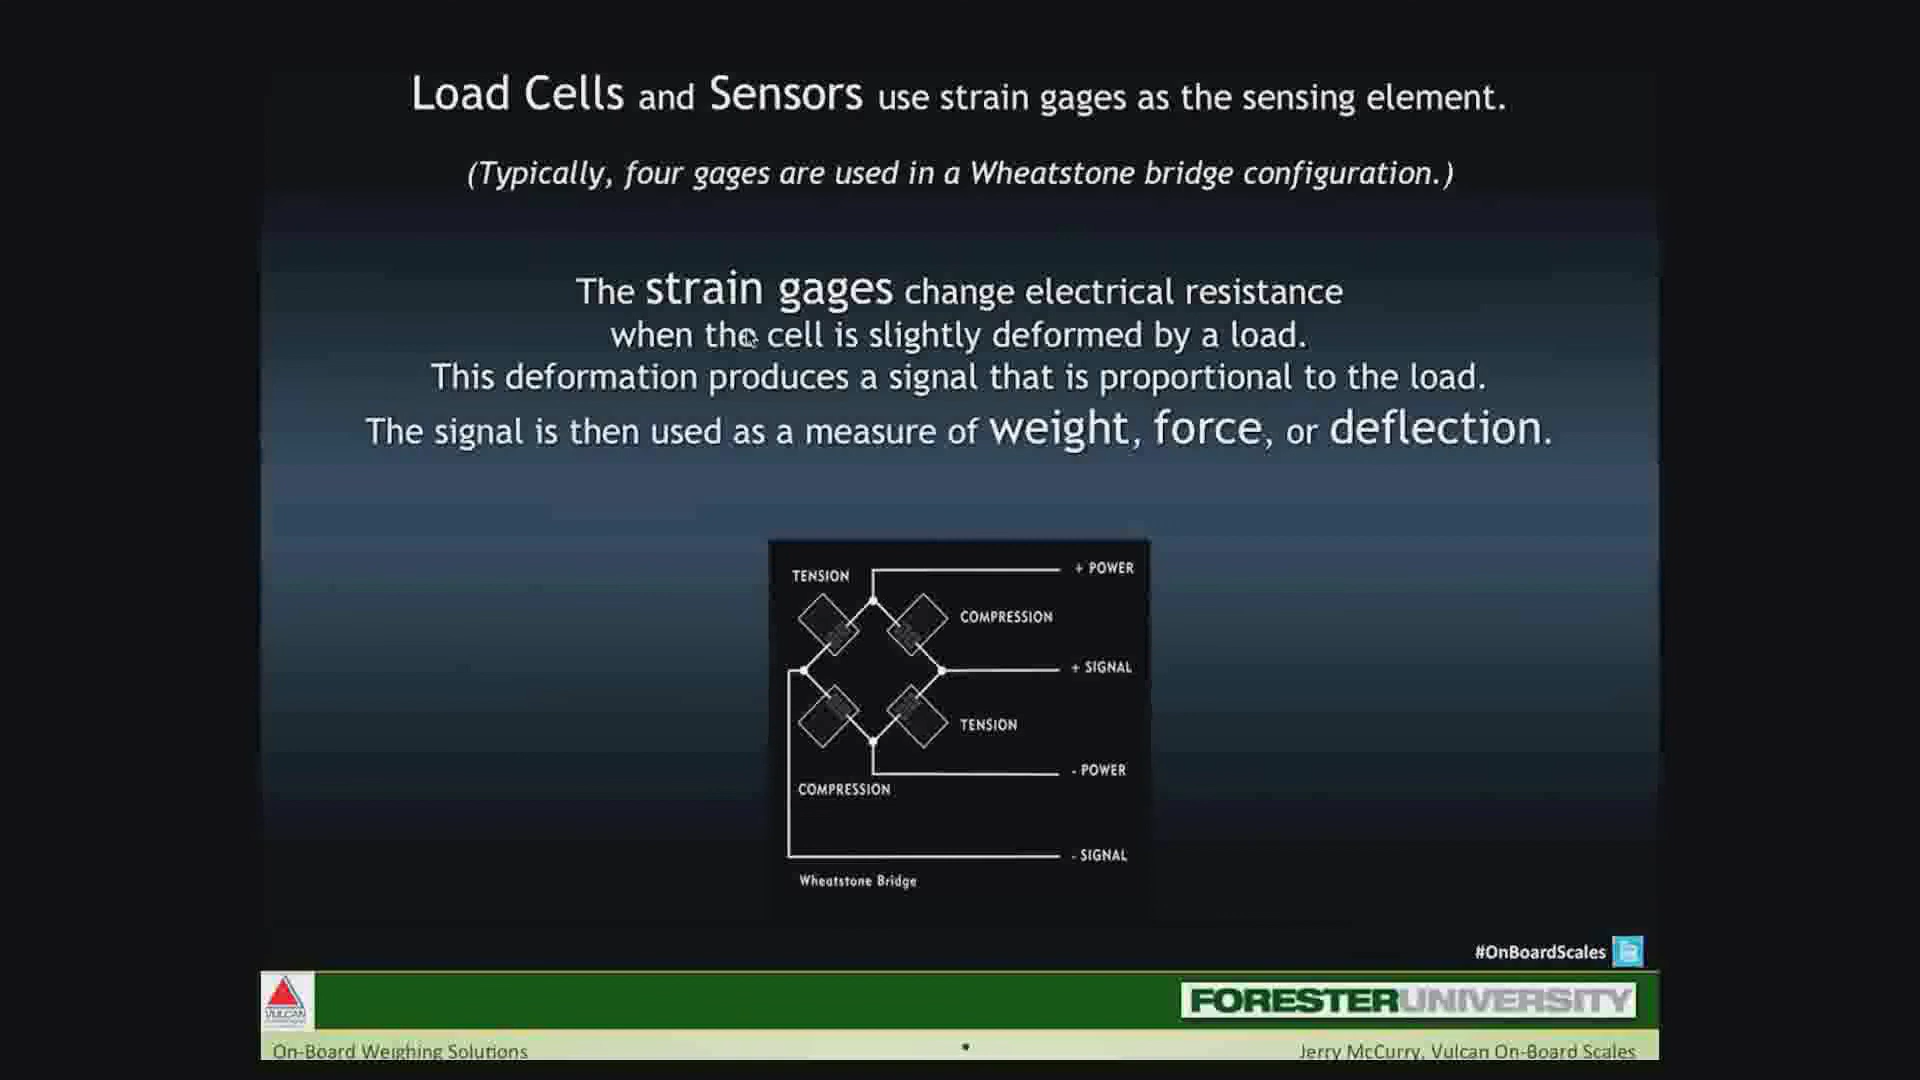 Load Cells and Sensors use strain gages as the sensing element.
(Typically, four gages are used in a Wheatstone bridge configuration.)
The strain gages change electrical resistance
when the cell is slightly deformed by a load.
This deformation produces a signal that is proportional to the load.
The signal is then used as a measure of weight, force, or deflection.
TENSION
+ POWER
COMPRESSION
+ SIGNAL
TENSION
- POWER
COMPRESSION
- SIGNAL
Wheatstone Bridge
#OnBoardScales
VULCAN
FORESTERUNIVERSITY
On-Board Weighing Solutions
Jerry McCurry, Vulcan On-Board Scales